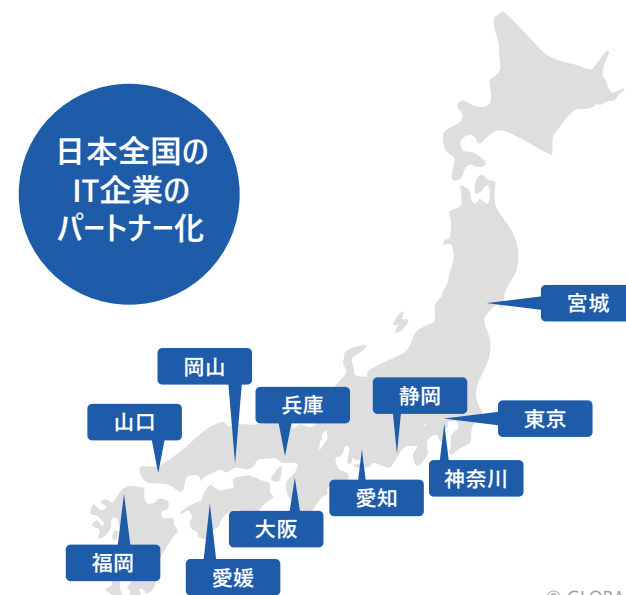 日本全国の
IT企業の
パートナー化
宮城
岡山
静岡
兵庫
東京
山口
神奈川
愛知
大阪
福岡
愛媛
©